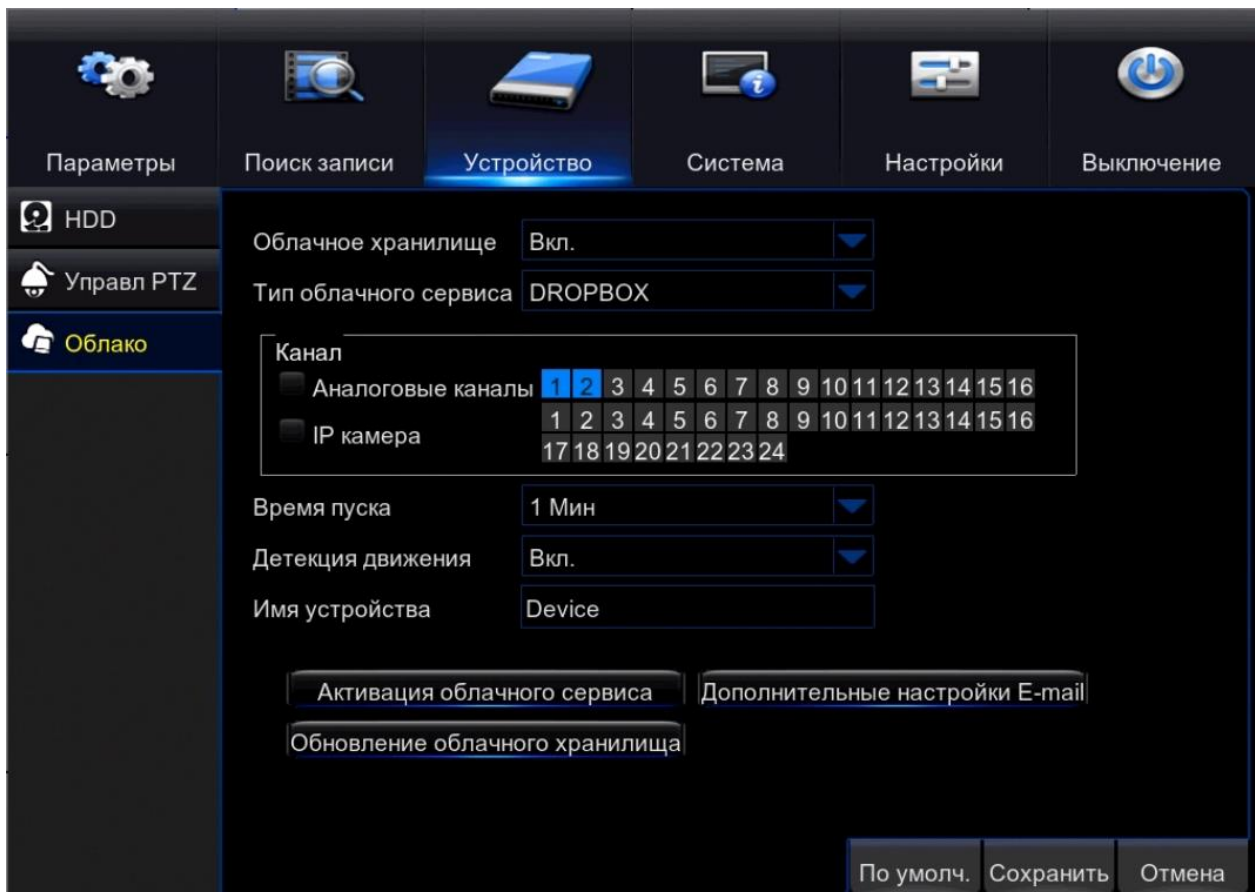 Параметры
Поиск записи
Устройство
Система
Настройки
Выключение
HDD
Управл PTZ
Облако
Облачное хранилище Вкл.
Тип облачного сервиса DROPBOX
Канал
Аналоговые каналы 1 2 3 4 5 6 7 8 9 10 11 12 13 14 15 16
IP камера 1 2 3 4 5 6 7 8 9 10 11 12 13 14 15 16
17 18 19 20 21 22 23 24
Время пуска 1 Мин
Детекция движения Вкл.
Имя устройства Device
Активация облачного сервиса
Дополнительные настройки E-mail
Обновление облачного хранилища
По умолч.
Сохранить
Отмена